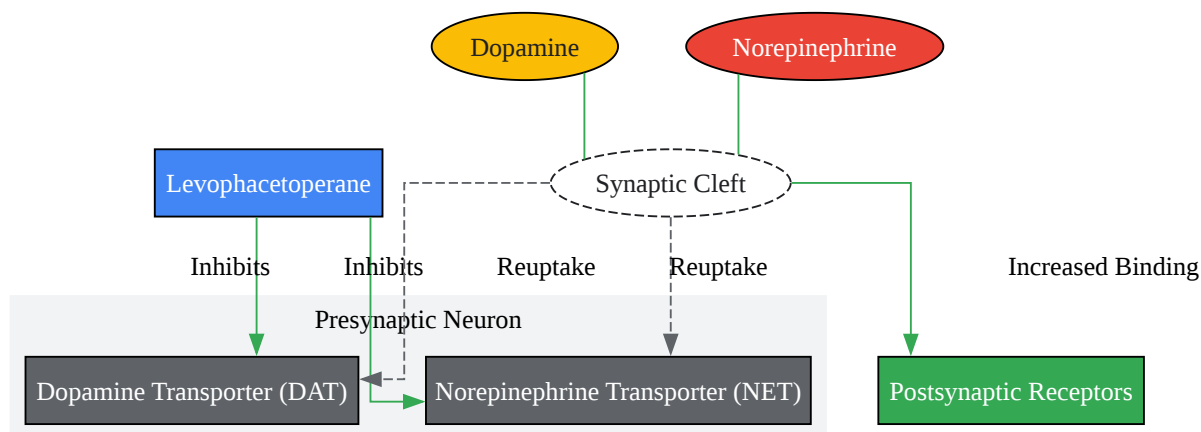 Dopamine
Norepinephrine
Levophacetoperane
Synaptic Cleft
Inhibits
Inhibits
Reuptake
Reuptake
Increased Binding
Presynaptic Neuron
Dopamine Transporter (DAT)
Norepinephrine Transporter (NET)
Postsynaptic Receptors